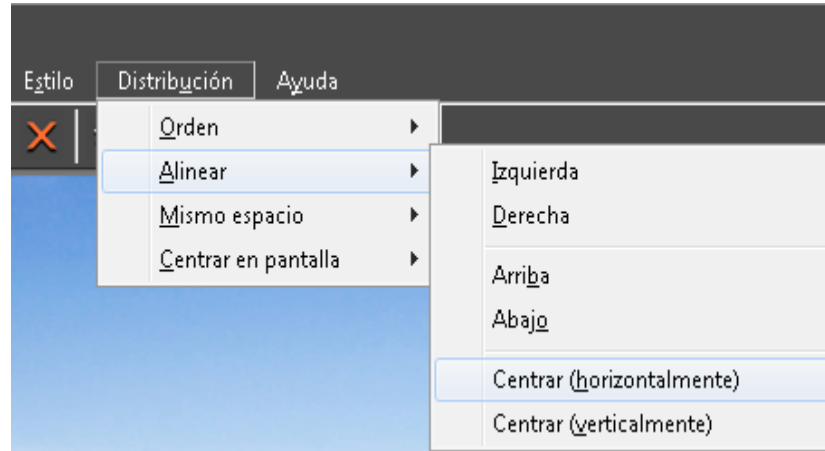 Estilo Distribución Ayuda
Orden
Alinear
Mismo espacio
Centrar en pantalla
Izquierda
Derecha
Arriba
Abajo
Centrar (horizontalmente)
Centrar (verticalmente)